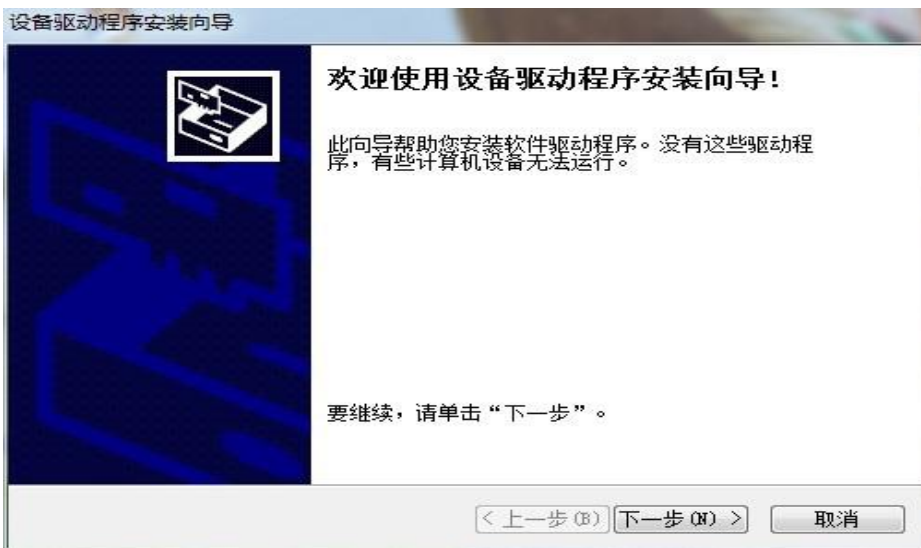 设备驱动程序安装向导
欢迎使用设备驱动程序安装向导!
此向导帮助您安装软件驱动程序。没有这些驱动程
序，有些计算机设备无法运行。
要继续，请单击“下一步”。
< 上一步(B) 下一步(N) > 取消